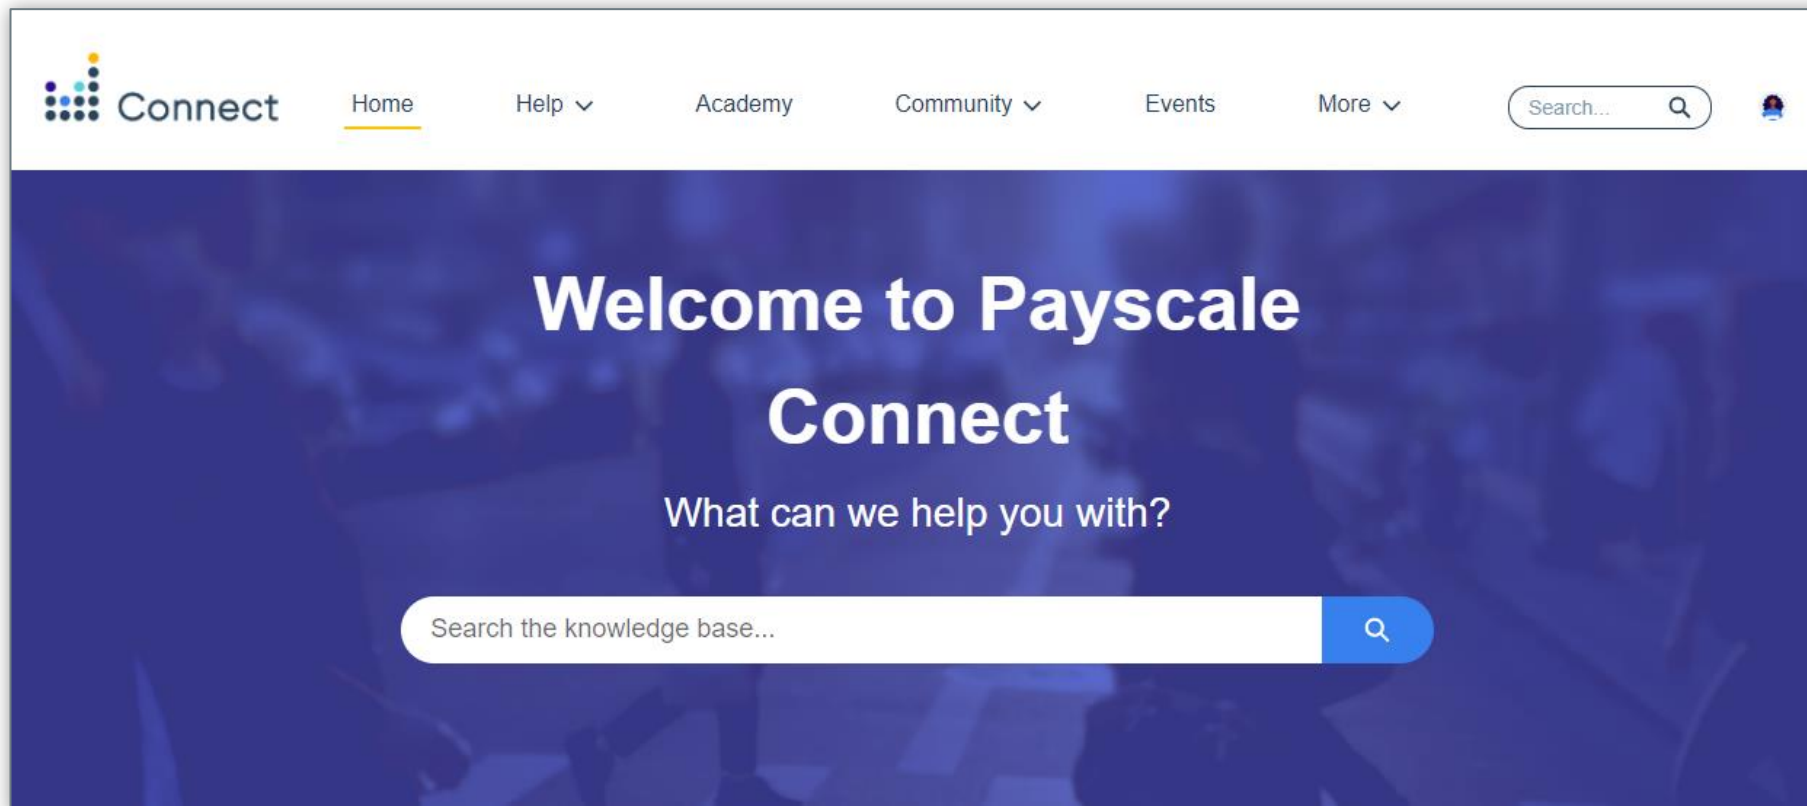 Connect
Home
Help
Academy
Community
Events
More
Search...
Welcome to Payscale
Connect
What can we help you with?
Search the knowledge base...